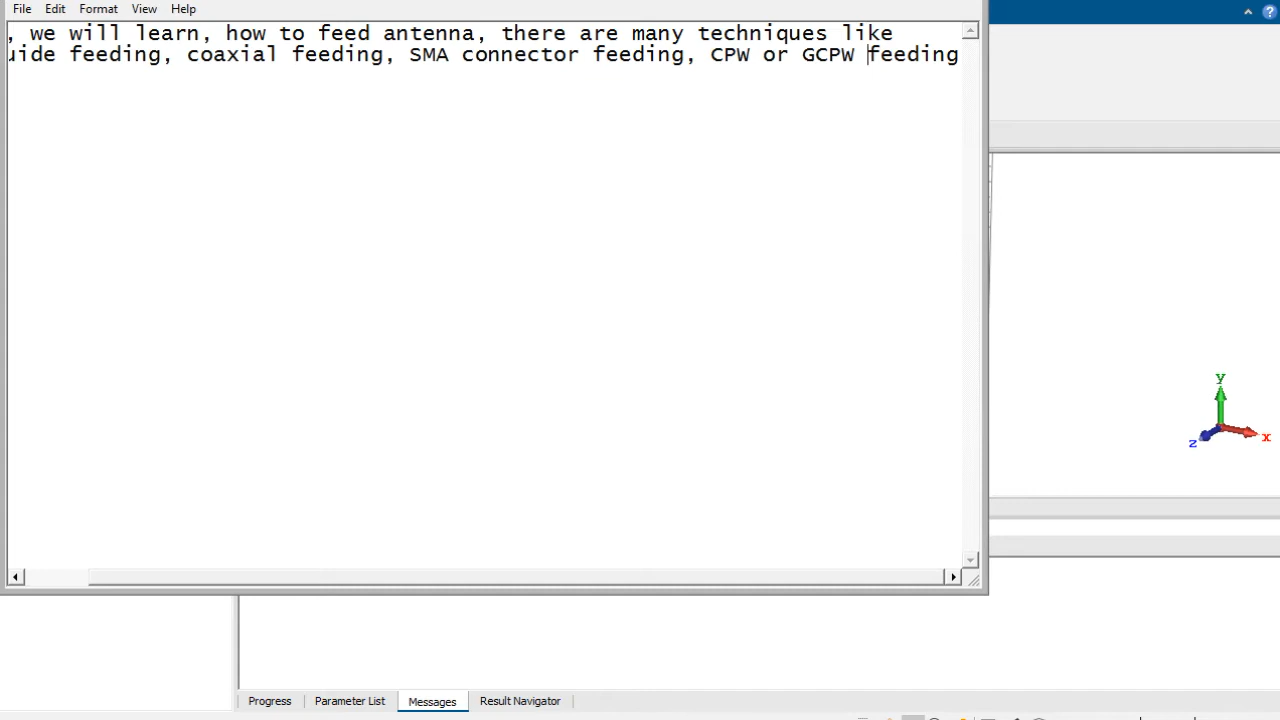 File Edit Format View Help
, we will learn, how to feed antenna, there are many techniques like
feeding, coaxial feeding, SMA connector feeding, CPW or GCPW feeding
y
x
z
Progress Parameter List Messages Result Navigator